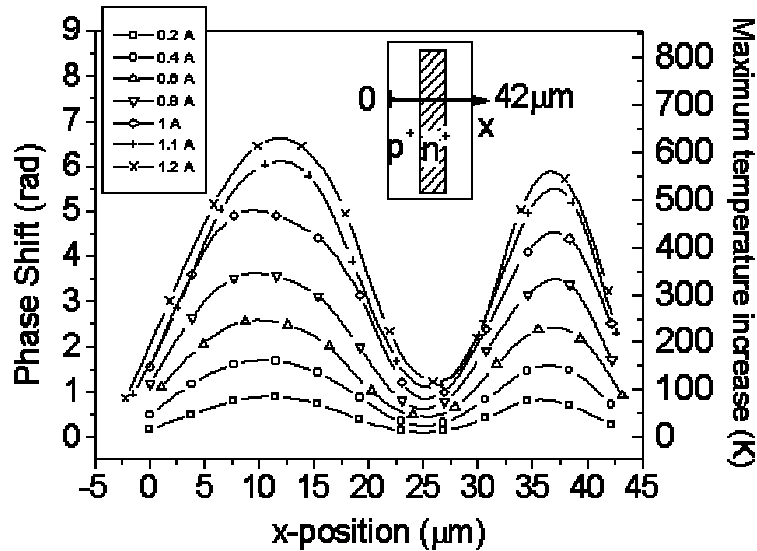 Phase Shift (rad)
9
8
7
6
5
4
3
2
1
0
0.2 A
0.4 A
0.6 A
0.8 A
1 A
1.1 A
1.2 A
0
42μm
x
p+
n+
800
700
600
500
400
300
200
100
0
Maximum temperature increase (K)
-5 0 5 10 15 20 25 30 35 40 45
x-position (μm)